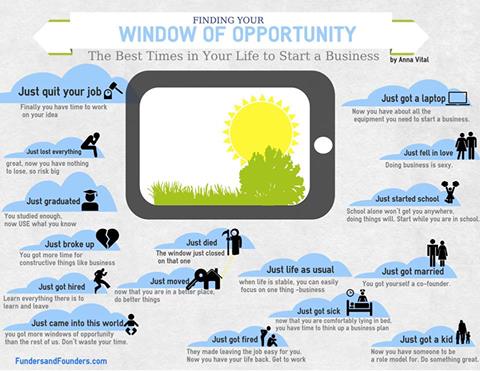 FINDING YOUR
WINDOW OF OPPORTUNITY
The Best Times in Your Life to Start a Business
by Anna Vital
Just quit your job
Finally you have time to work
on your idea
Just lost everything
great, now you have nothing
to lose, so risk big
Just graduated
You studied enough,
now USE what you know
Just broke up
You got more time for
constructive things like business
Just got hired
Learn everything there is to
learn and leave
Just came into this world
you got more windows of opportunity
than the rest of us. Don't waste your time.
FundersandFounders.com
Just died
The window just closed
on that one
Just moved
now that you are in a better place,
do better things
Just got fired
They made leaving the job easy for you.
Now you have your life back. Get to work
Just life as usual
when life is stable, you can easily
focus on one thing -business
Just got sick
now that you are comfortably lying in bed,
you have time to think up a business plan
Just got a laptop
Now you have about all the
equipment you need to start a business.
Just fell in love
Doing business is sexy.
Just started school
School alone won't get you anywhere,
doing things will. Start while you are in school.
Just got married
You got yourself a co-founder.
Just got a kid
Now you have someone to be
a role model for. Do something great.